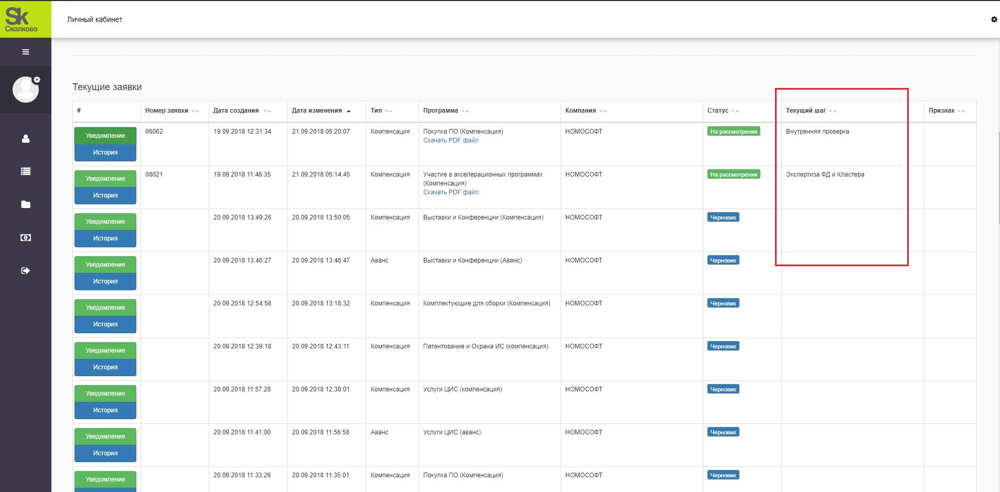 Sk
Сколково
Личный кабинет
Текущие заявки
# Номер заявки Дата создания Дата изменения Тип Программа Компания Статус Текущий шаг Признак
Уведомление 06062 19.09.2018 12:31:34 21.09.2018 05:20:07 Компенсация Покупка ПО (Компенсация) НОМОСОФТ На рассмотрении Внутренняя проверка
Скачать PDF файл
История
Уведомление 08021 19.09.2018 11:46:35 21.09.2018 05:14:45 Компенсация Участие в акселерационных программах НОМОСОФТ На рассмотрении Экспертиза ФД и Кластера
(Компенсация)
Скачать PDF файл
История
Уведомление 20.09.2018 13:49:26 20.09.2018 13:50:05 Компенсация Выставки и Конференции (Компенсация) НОМОСОФТ Черновик
История
Уведомление 20.09.2018 13:46:27 20.09.2018 13:46:47 Аванс Выставки и Конференции (Аванс) НОМОСОФТ Черновик
История
Уведомление 20.09.2018 12:54:58 20.09.2018 13:18:32 Компенсация Комплектующие для сборки (Компенсация) НОМОСОФТ Черновик
История
Уведомление 20.09.2018 12:39:18 20.09.2018 12:43:11 Компенсация Патентование и Охрана ИС (компенсация) НОМОСОФТ Черновик
История
Уведомление 20.09.2018 11:57:28 20.09.2018 12:38:01 Компенсация Услуги ЦИС (компенсация) НОМОСОФТ Черновик
История
Уведомление 20.09.2018 11:41:00 20.09.2018 11:56:58 Аванс Услуги ЦИС (аванс) НОМОСОФТ Черновик
История
Уведомление 20.09.2018 11:33:26 20.09.2018 11:35:01 Компенсация Покупка ПО (Компенсация) НОМОСОФТ Черновик